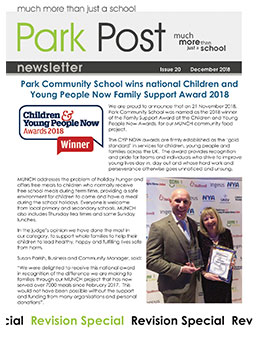 much more than just a school
Park Post
much
more than
just a school
newsletter
Issue 20 December 2018
Park Community School wins national Children and
Young People Now Family Support Award 2018
Children &
Young People Now
Awards 2018
Winner
We are proud to announce that on 21 November 2018,
Park Community School was named as the 2018 winner
of the Family Support Award at the Children and Young
People Now Awards, for our MUNCH community food
project.
The CYP NOW awards are firmly established as the 'gold
standard' in services for children, young people and
families across the UK. The award provides recognition
and pride for teams and individuals who strive to improve
young lives day in, day out and whose hard work and
perseverance otherwise goes unnoticed and unsung.
MUNCH addresses the problem of holiday hunger and
offers free meals to children who normally receive
free school meals during term time, providing a safe
environment for children to come and have a meal
during the school holidays. Everyone is welcome
from local primary and secondary schools. MUNCH
also includes Thursday tea times and some Sunday
lunches.
In the judge's opinion we have done the most in
our category, to support whole families to help their
children to lead healthy, happy and fulfilling lives safe
from harm.
Susan Parish, Business and Community Manager, said:
"We were delighted to receive this national award
in recognition of the difference we are making to
families through our MUNCH project that has now
served over 7000 meals since February 2017. This
would not have been possible without the support
and funding from many organisations and personal
donations".
ingeus
NYA
cial Revision Special Revision Special Revi